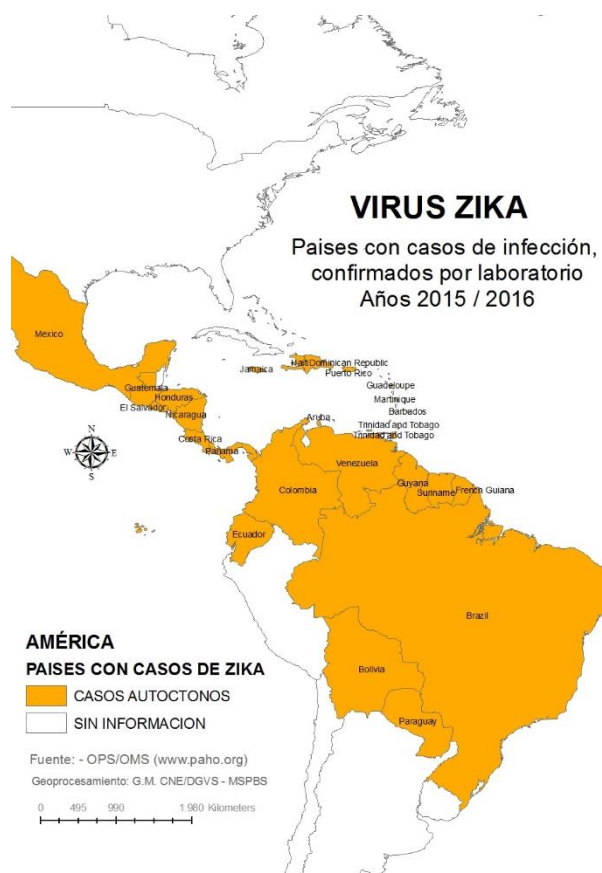 VIRUS ZIKA
Paises con casos de infección,
confirmados por laboratorio
Años 2015 / 2016
Mexico
Guatemala
Honduras
El Salvador
Nicaragua
Costa Rica
Panama
Jamaica
Haiti
Dominican Republic
Puerto Rico
Guadeloupe
Martinique
Barbados
Aruba
Trinidad and Tobago
Trinidad and Tobago
Venezuela
Guyana
Suriname
French Guiana
Colombia
Ecuador
Brazil
Bolivia
Paraguay
N
W
E
S
AMÉRICA
PAISES CON CASOS DE ZIKA
CASOS AUTOCTONOS
SIN INFORMACION
Fuente: - OPS/OMS (www.paho.org)
Geoprocesamiento: G.M. CNE/DGVS - MSPBS
0 495 990 1.980 Kilometers